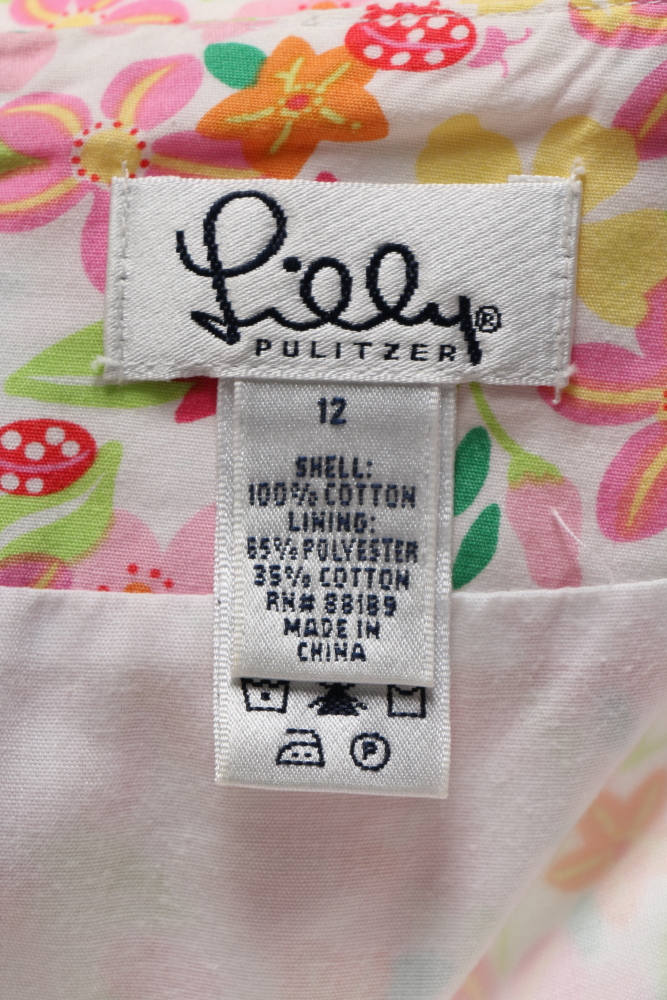 Lilly®
PULITZER
12
SHELL:
100% COTTON
LINING:
65% POLYESTER
35% COTTON
RN# 88189
MADE IN
CHINA
P